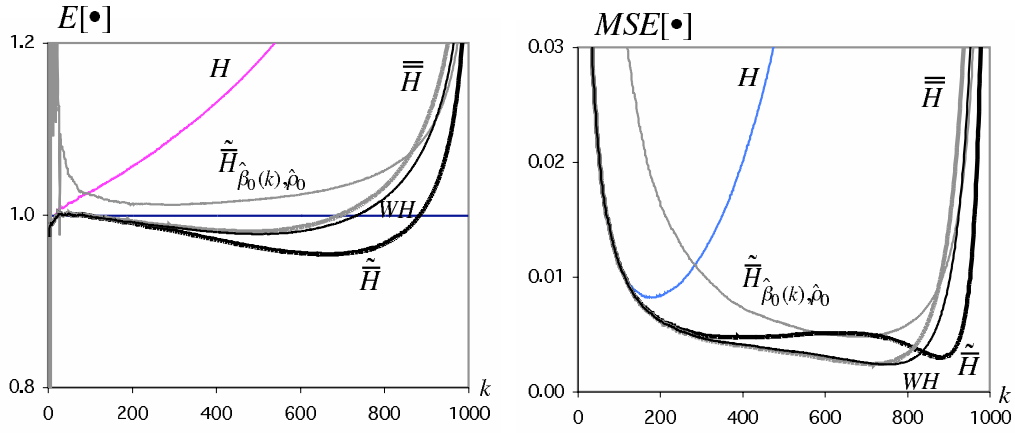 E[•]
1.2
1.0
0.8
0
200
400
600
800
1000
k
H
H̿
H̃̄ β̂₀(k),ρ̂₀
WH
H̃̄
MSE[•]
0.03
0.02
0.01
0.00
0
200
400
600
800
1000
k
H
H̿
H̃̄ β̂₀(k),ρ̂₀
WH
H̃̄